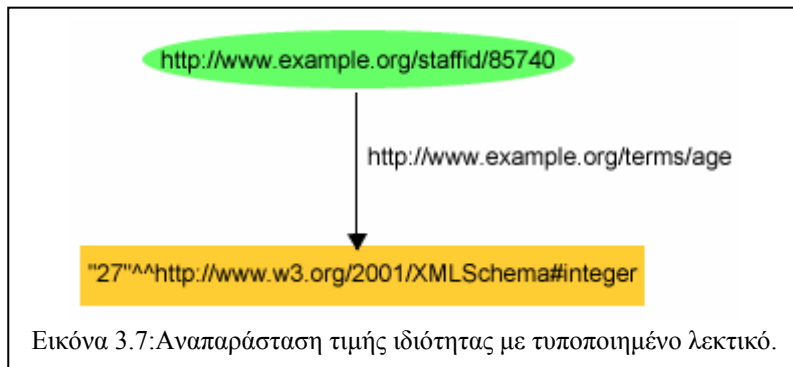 http://www.example.org/staffid/85740
http://www.example.org/terms/age
"27"^^http://www.w3.org/2001/XMLSchema#integer
Εικόνα 3.7:Αναπαράσταση τιμής ιδιότητας με τυποποιημένο λεκτικό.